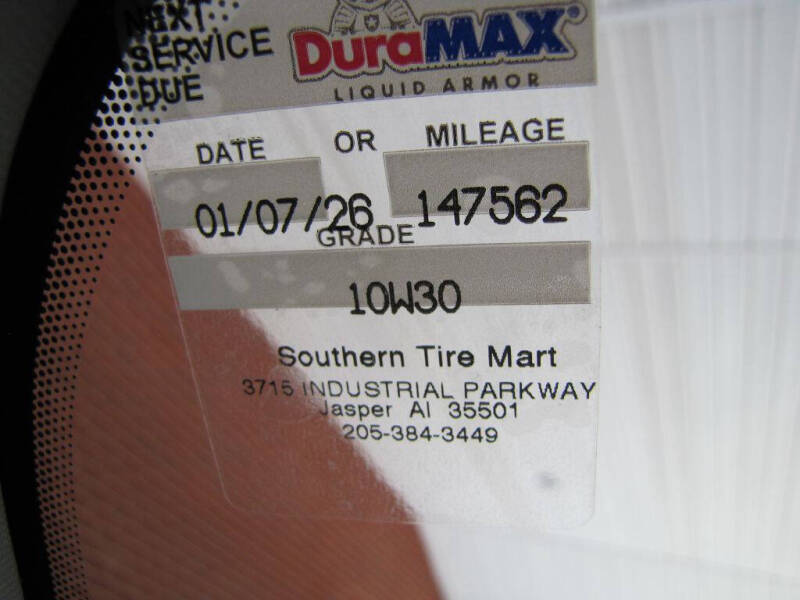 NEXT
SERVICE
DUE
DuraMAX
LIQUID ARMOR
DATE OR MILEAGE
01/07/26 147562
GRADE
10W30
Southern Tire Mart
3715 INDUSTRIAL PARKWAY
Jasper Al 35501
205-384-3449